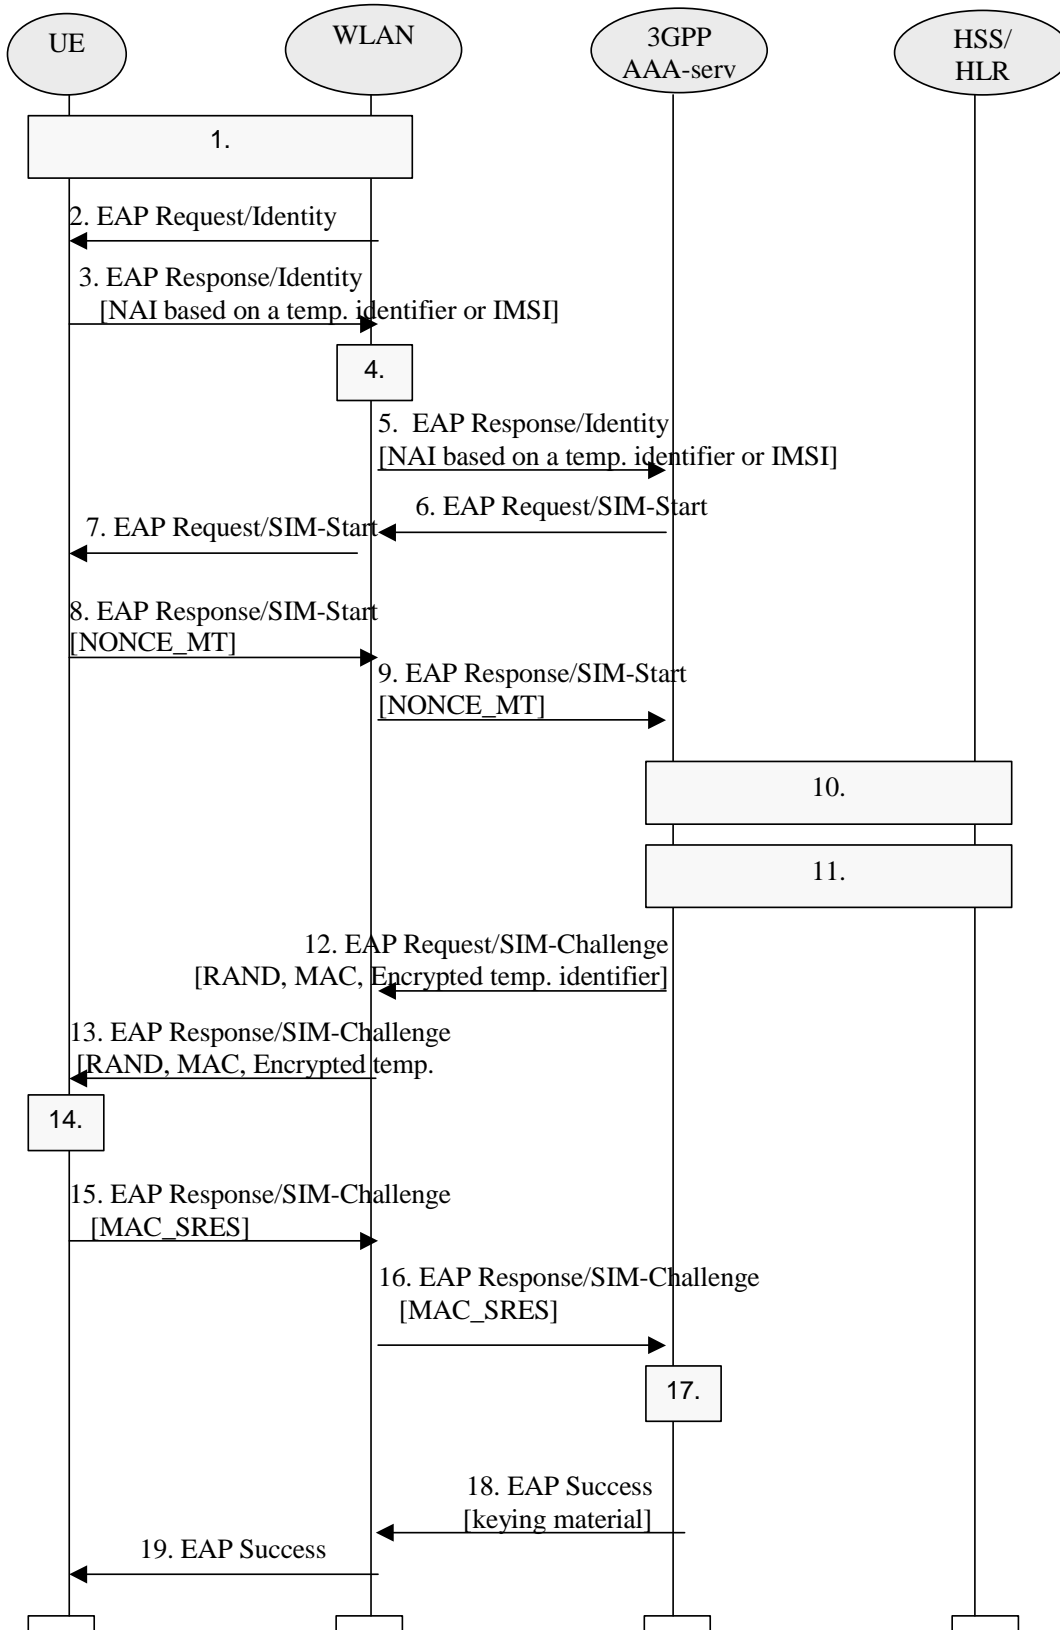 UE
WLAN
3GPP
AAA-serv
HSS/
HLR
1.
2. EAP Request/Identity
3. EAP Response/Identity
[NAI based on a temp. identifier or IMSI]
4.
5. EAP Response/Identity
[NAI based on a temp. identifier or IMSI]
6. EAP Request/SIM-Start
7. EAP Request/SIM-Start
8. EAP Response/SIM-Start
[NONCE_MT]
9. EAP Response/SIM-Start
[NONCE_MT]
10.
11.
12. EAP Request/SIM-Challenge
[RAND, MAC, Encrypted temp. identifier]
13. EAP Response/SIM-Challenge
[RAND, MAC, Encrypted temp.
14.
15. EAP Response/SIM-Challenge
[MAC_SRES]
16. EAP Response/SIM-Challenge
[MAC_SRES]
17.
18. EAP Success
[keying material]
19. EAP Success